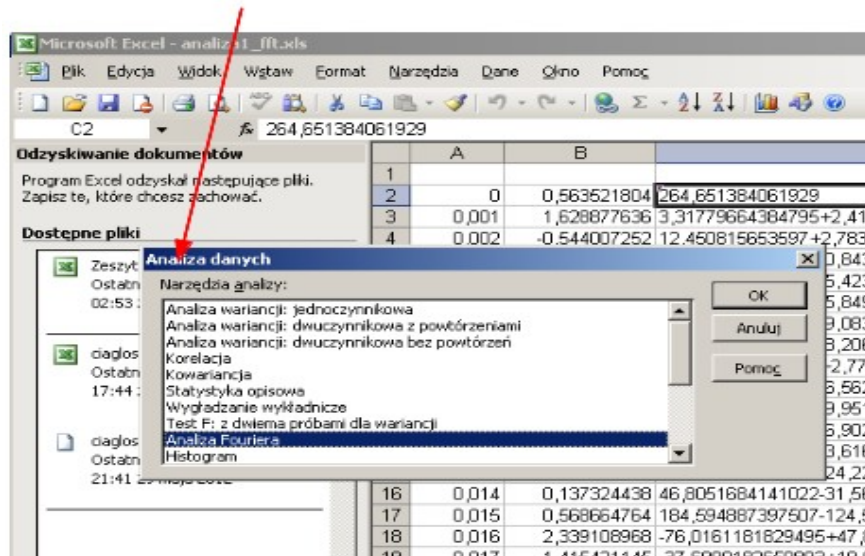 Microsoft Excel - analiza1_fft.xls
Plik Edycja Widok Wstaw Format Narzędzia Dane Okno Pomoc
C2 fx 264,651384061929
Odzyskiwanie dokumentów
Program Excel odzyskał następujące pliki.
Zapisz te, które chcesz zachować.
Dostępne pliki
Zeszyt
Ostatn
02:53
ciaglos
Ostatn
17:44
ciaglos
Ostatn
A B
1
2 0 0,563521804 264,651384061929
3 0,001 1,628877636 3,31779664384795+2,41
4 0,002 -0,544007252 12,450815653597+2,783
Analiza danych
Narzędzia analizy:
Analiza wariancji: jednoczynnikowa
Analiza wariancji: dwuczynnikowa z powtórzeniami
Analiza wariancji: dwuczynnikowa bez powtórzeń
Korelacja
Kowariancja
Statystyka opisowa
Wygładzanie wykładnicze
Test F: z dwiema próbami dla wariancji
Analiza Fouriera
Histogram
OK
Anuluj
Pomoc
16 0,014 0,137324438 46,8051684141022-31,56
17 0,015 0,568664764 184,594887397507-124,9
18 0,016 2,339108968 -76,0161181829495+47,